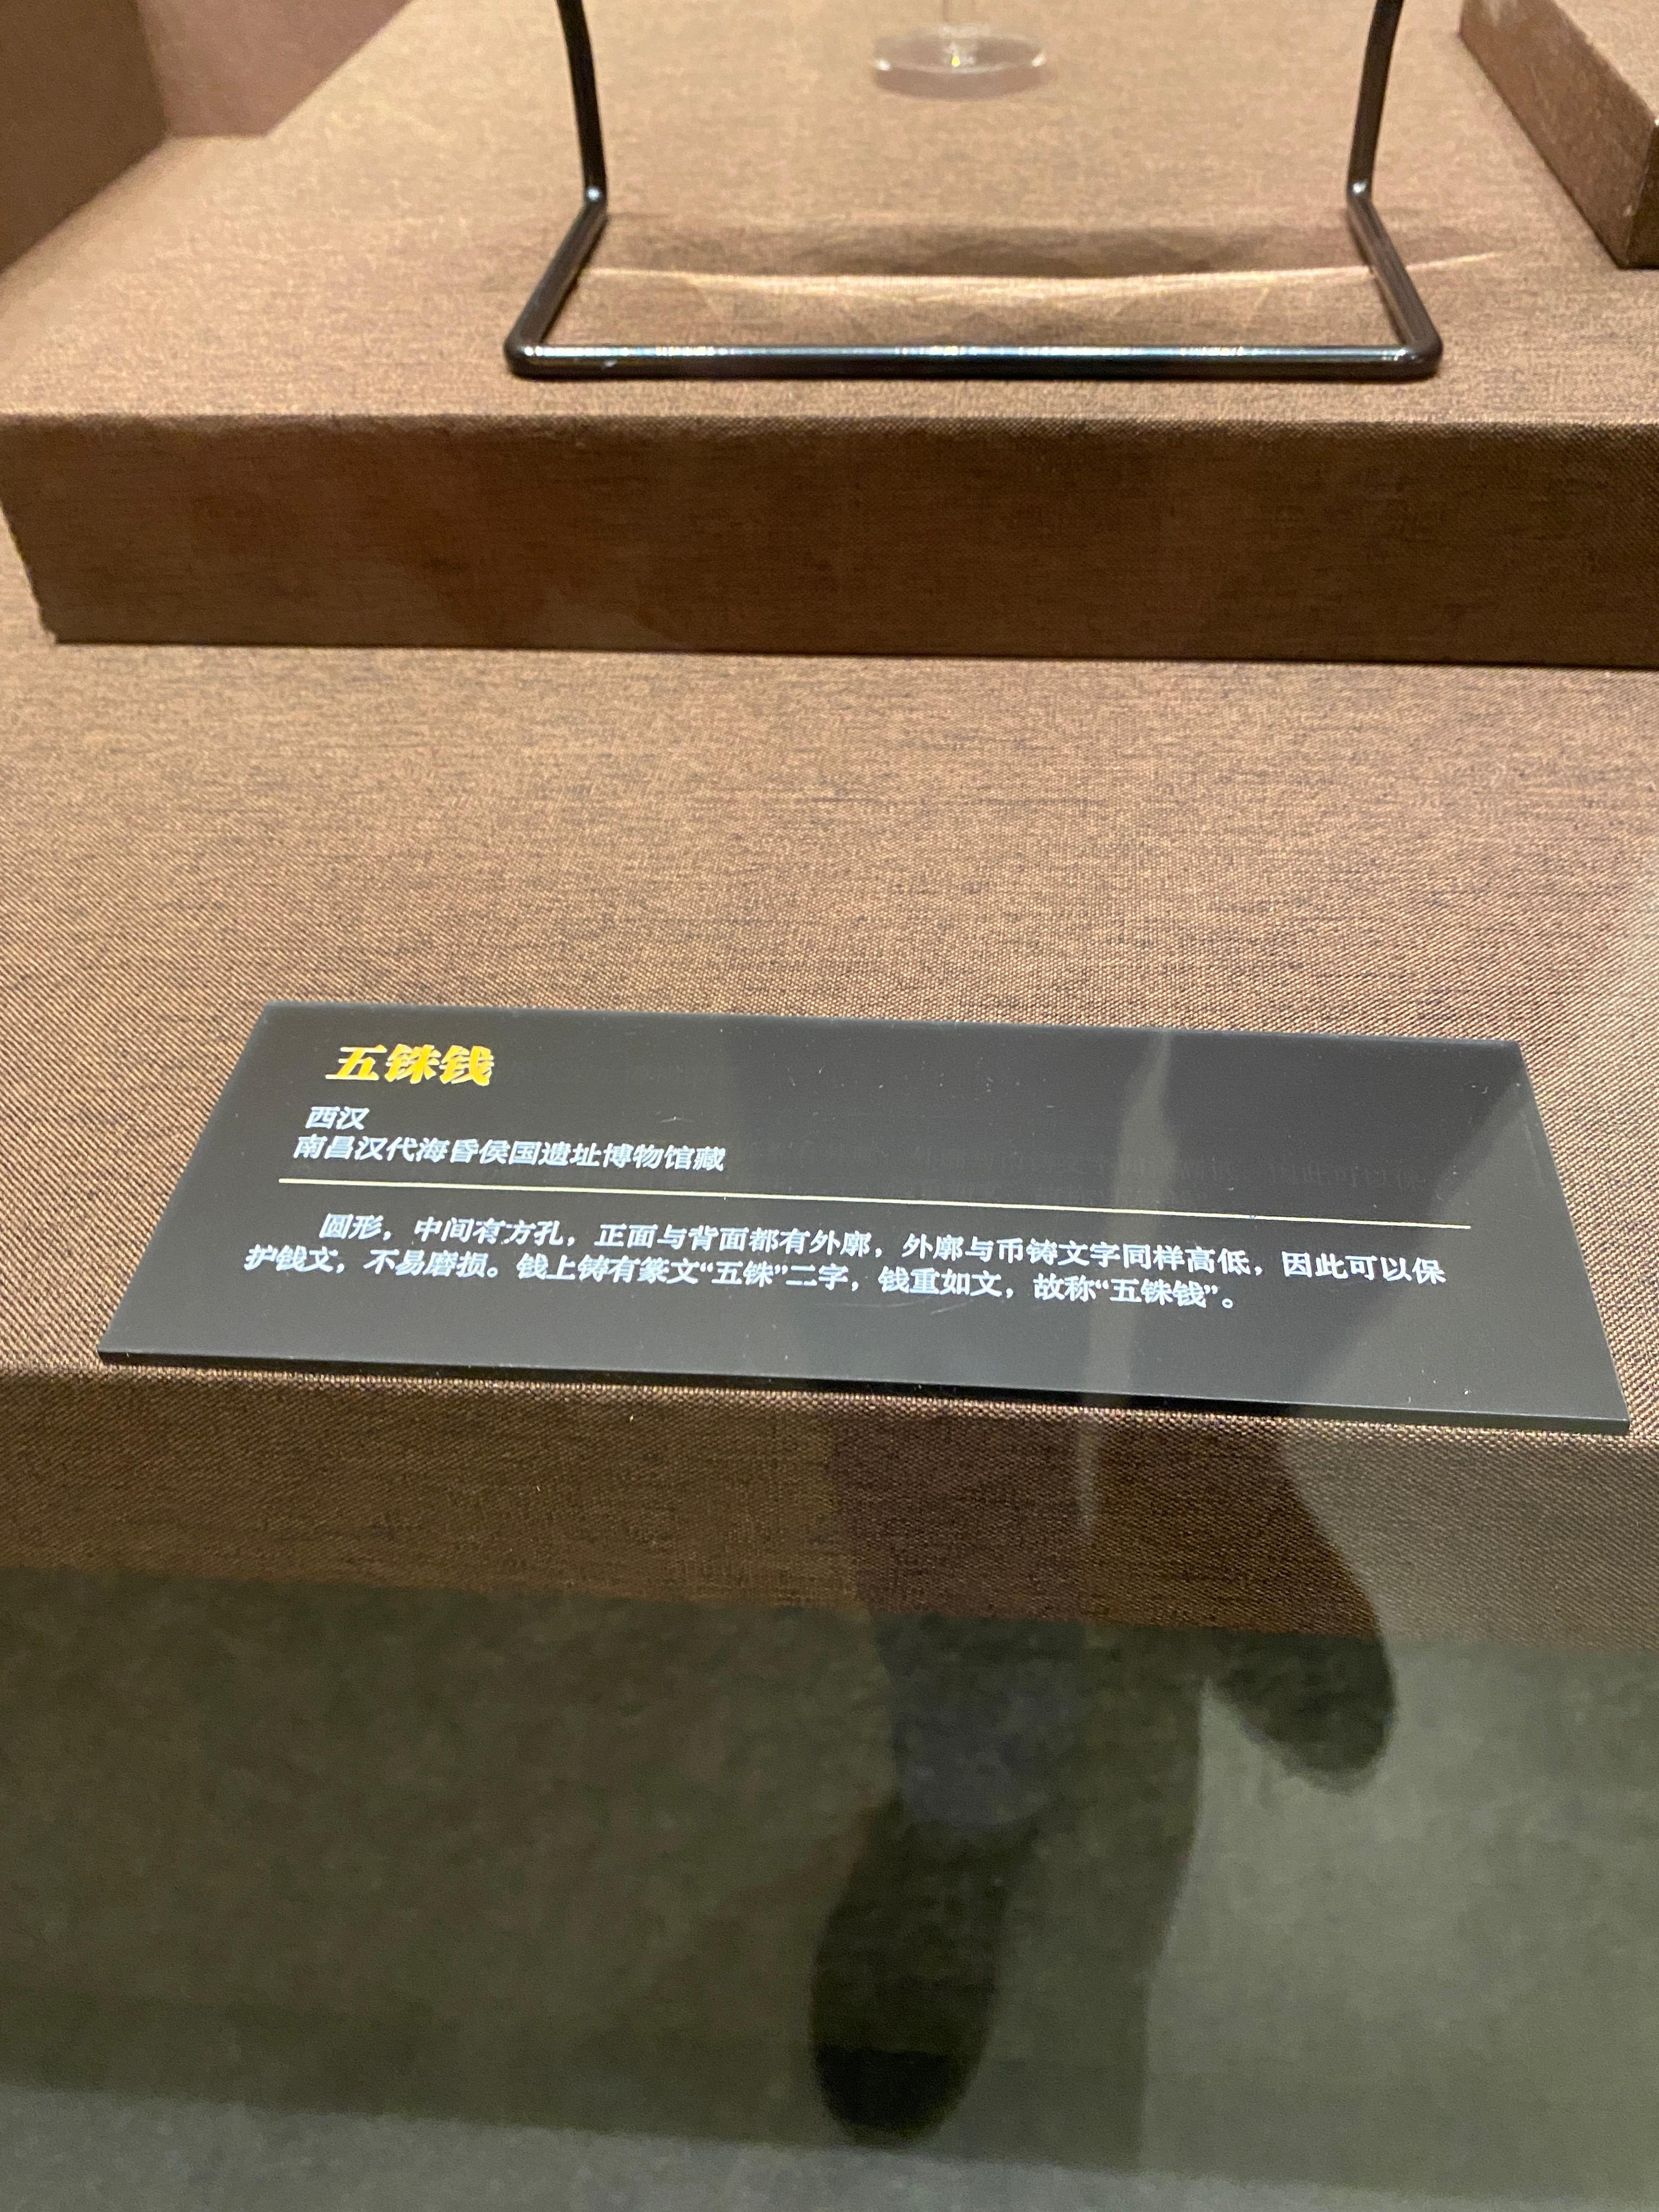 五铢钱
西汉
南昌汉代海昏侯国遗址博物馆藏
圆形，中间有方孔，正面与背面都有外廓，外廓与币铸文字同样高低，因此可以保
护钱文，不易磨损。钱上铸有篆文“五铢”二字，钱重如文，故称“五铢钱”。